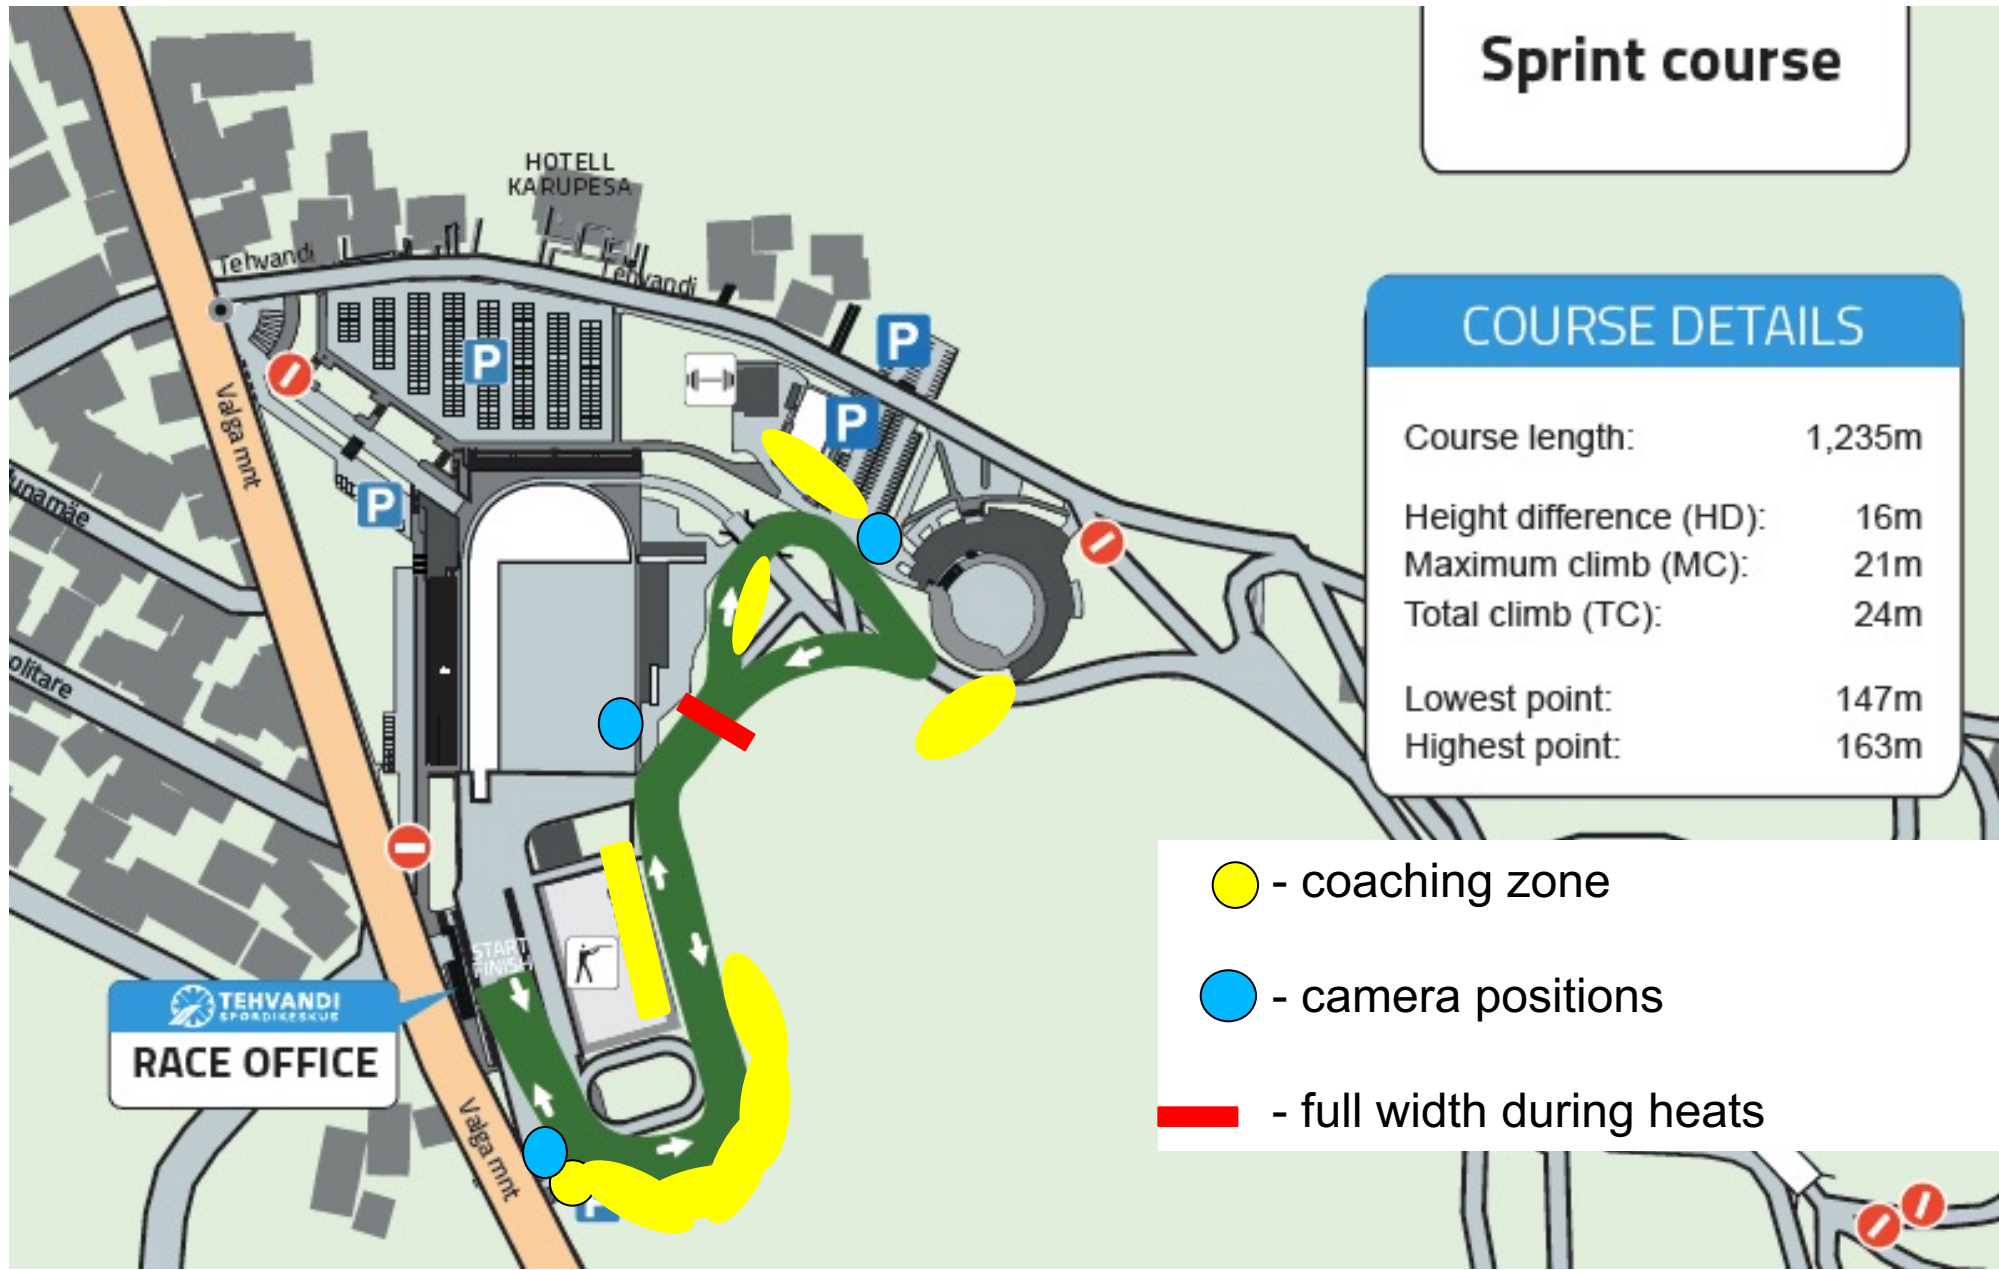 Sprint course
HOTELL
KARUPESA
Tehvandi
Tehvandi
P
P
P
P
Valga mnt
COURSE DETAILS
Course length: 1,235m
Height difference (HD): 16m
Maximum climb (MC): 21m
Total climb (TC): 24m
Lowest point: 147m
Highest point: 163m
unamäe
olitare
START
FINISH
TEHVANDI
SPORDIKESKUS
RACE OFFICE
Valga mnt
P
- coaching zone
- camera positions
- full width during heats